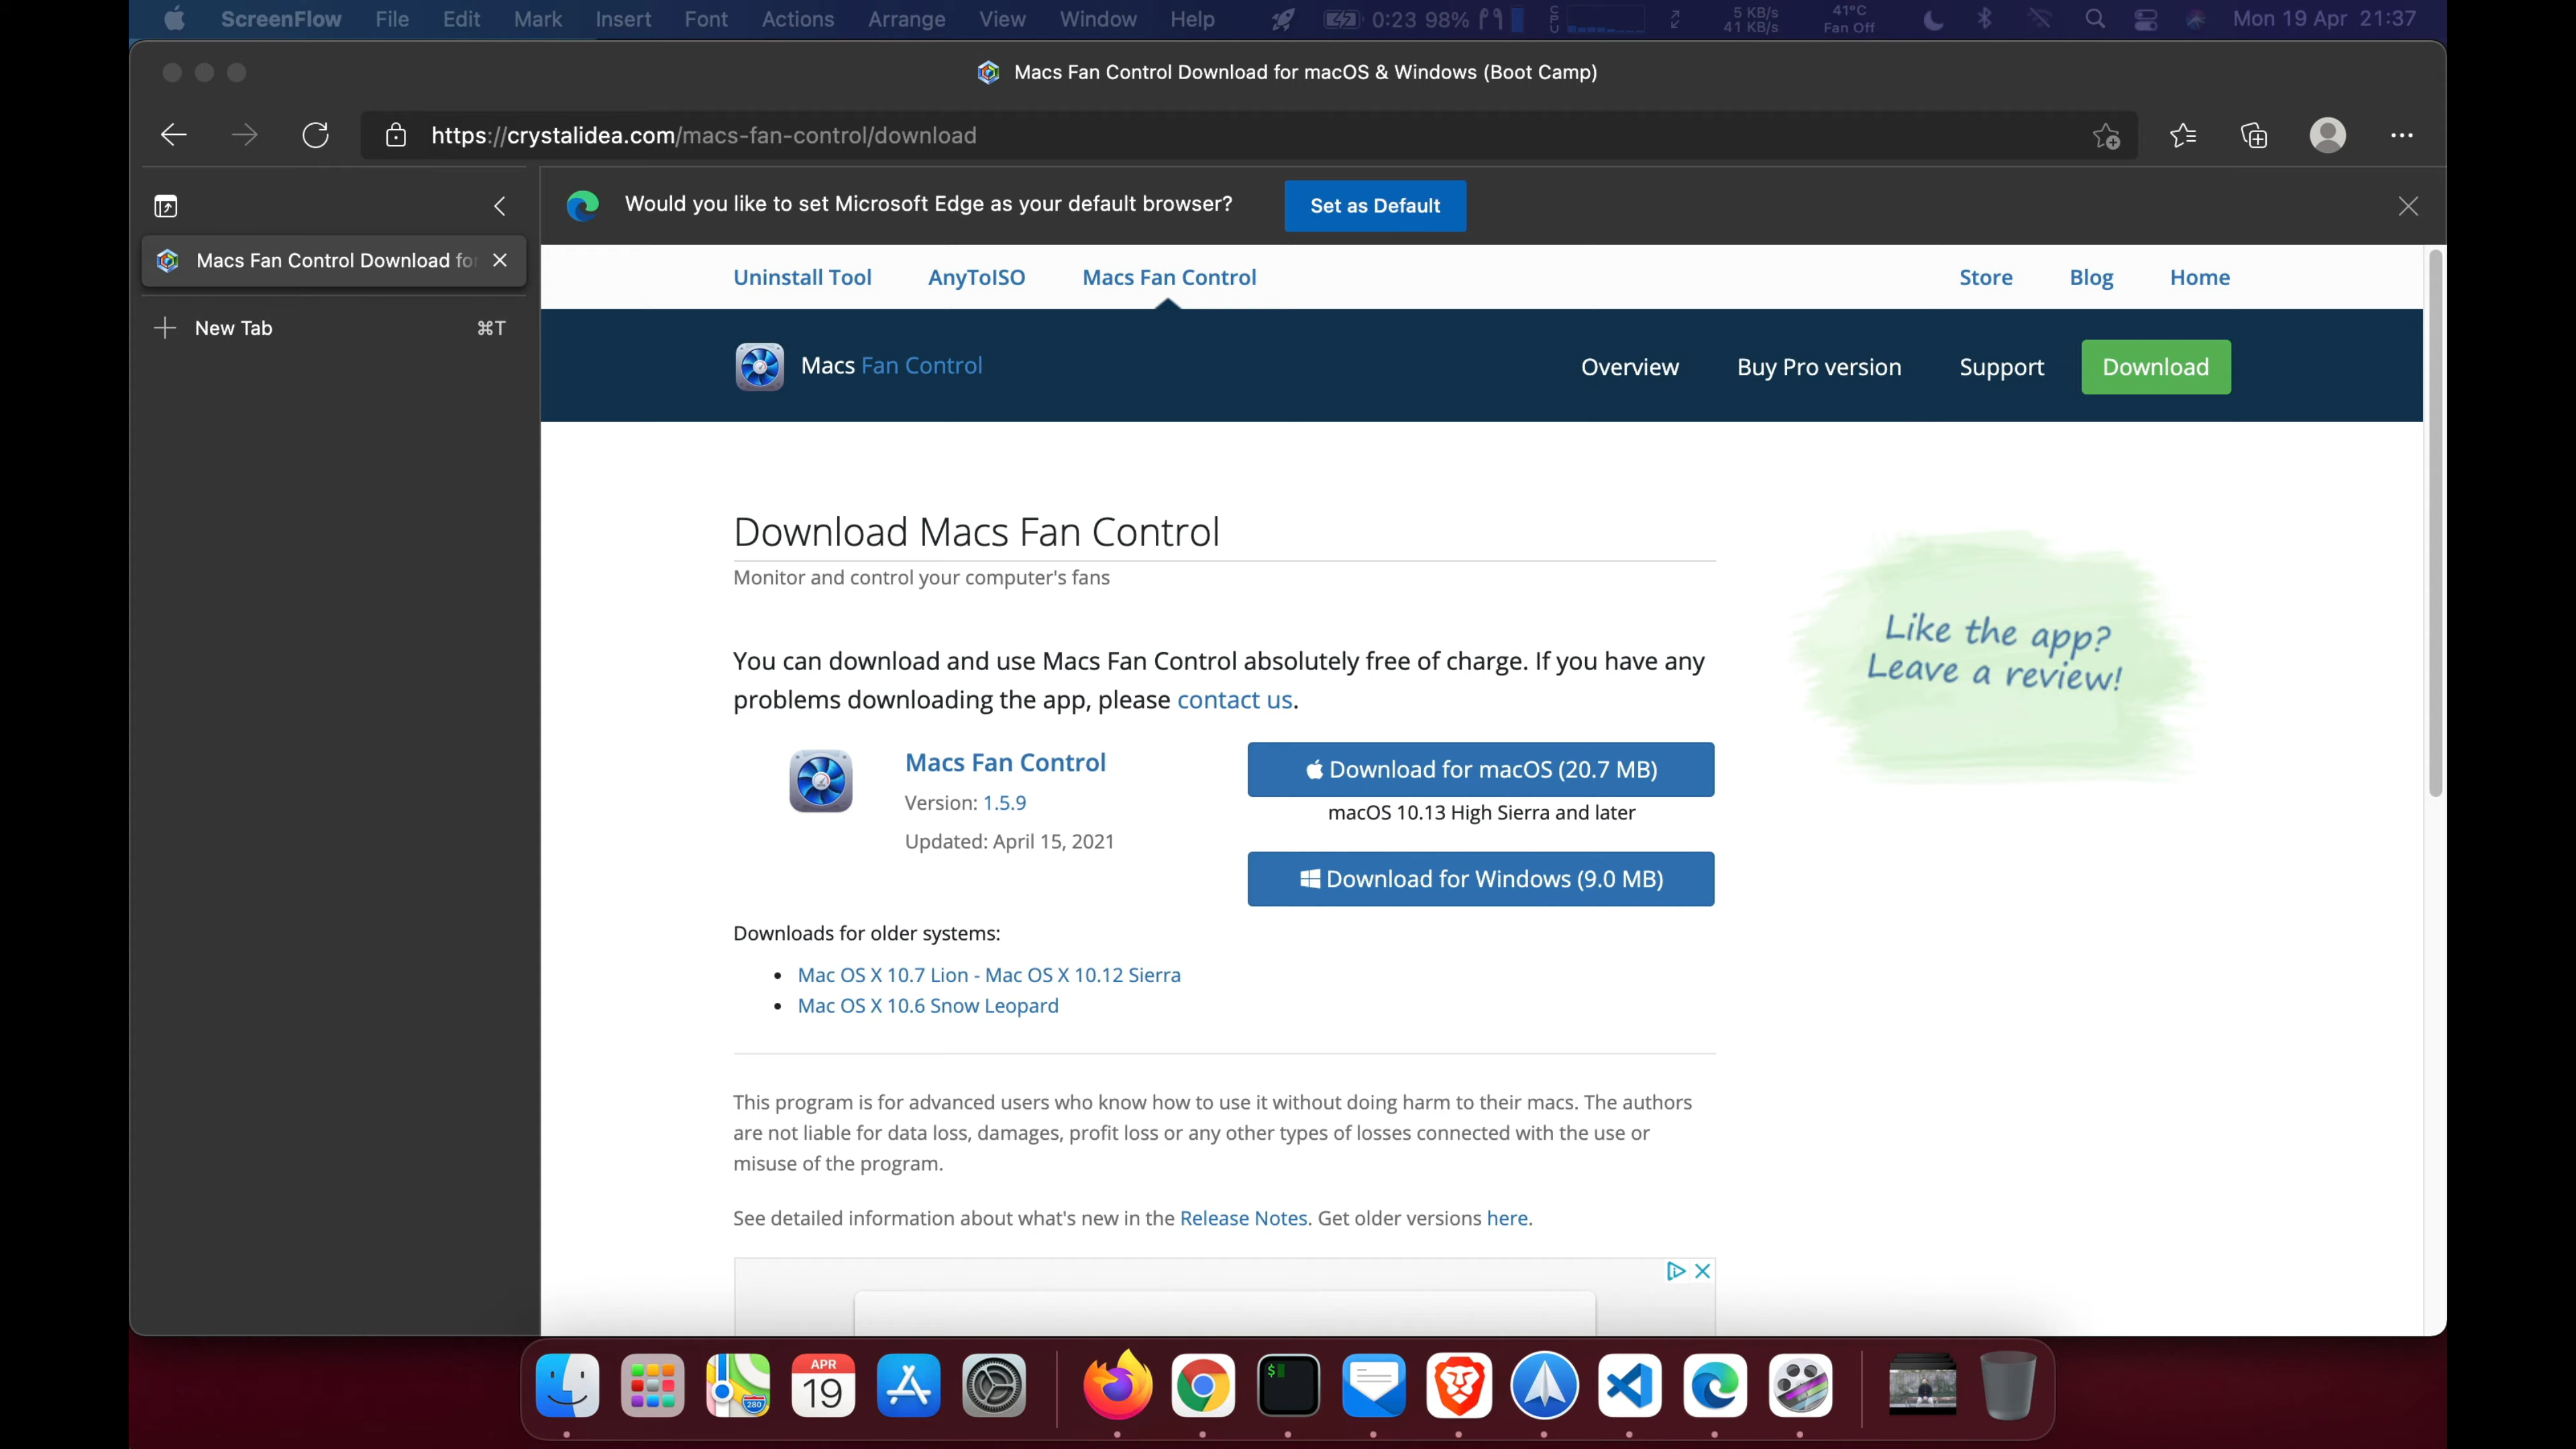 ScreenFlow File Edit Mark Insert Font Actions Arrange View Window Help 0:23 98% CPU 5 KB/s 41 KB/s 41°C Fan Off Mon 19 Apr 21:37
Macs Fan Control Download for macOS & Windows (Boot Camp)
https://crystalidea.com/macs-fan-control/download
Would you like to set Microsoft Edge as your default browser? Set as Default
Macs Fan Control Download for
New Tab ⌘T
Uninstall Tool AnyToISO Macs Fan Control Store Blog Home
Macs Fan Control Overview Buy Pro version Support Download
Download Macs Fan Control
Monitor and control your computer's fans
You can download and use Macs Fan Control absolutely free of charge. If you have any
problems downloading the app, please contact us.
Like the app?
Leave a review!
Macs Fan Control
Version: 1.5.9
Updated: April 15, 2021
Download for macOS (20.7 MB)
macOS 10.13 High Sierra and later
Download for Windows (9.0 MB)
Downloads for older systems:
• Mac OS X 10.7 Lion - Mac OS X 10.12 Sierra
• Mac OS X 10.6 Snow Leopard
This program is for advanced users who know how to use it without doing harm to their macs. The authors
are not liable for data loss, damages, profit loss or any other types of losses connected with the use or
misuse of the program.
See detailed information about what's new in the Release Notes. Get older versions here.
APR
19
280
$